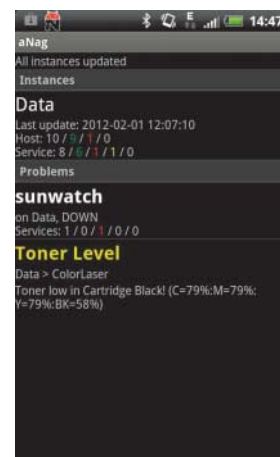 14:47
aNag
All instances updated
Instances
Data
Last update: 2012-02-01 12:07:10
Host: 10 / 9 / 1 / 0
Service: 8 / 6 / 1 / 1 / 0
Problems
sunwatch
on Data, DOWN
Services: 1 / 0 / 1 / 0 / 0
Toner Level
Data > ColorLaser
Toner low in Cartridge Black! (C=79%:M=79%:
Y=79%:BK=58%)